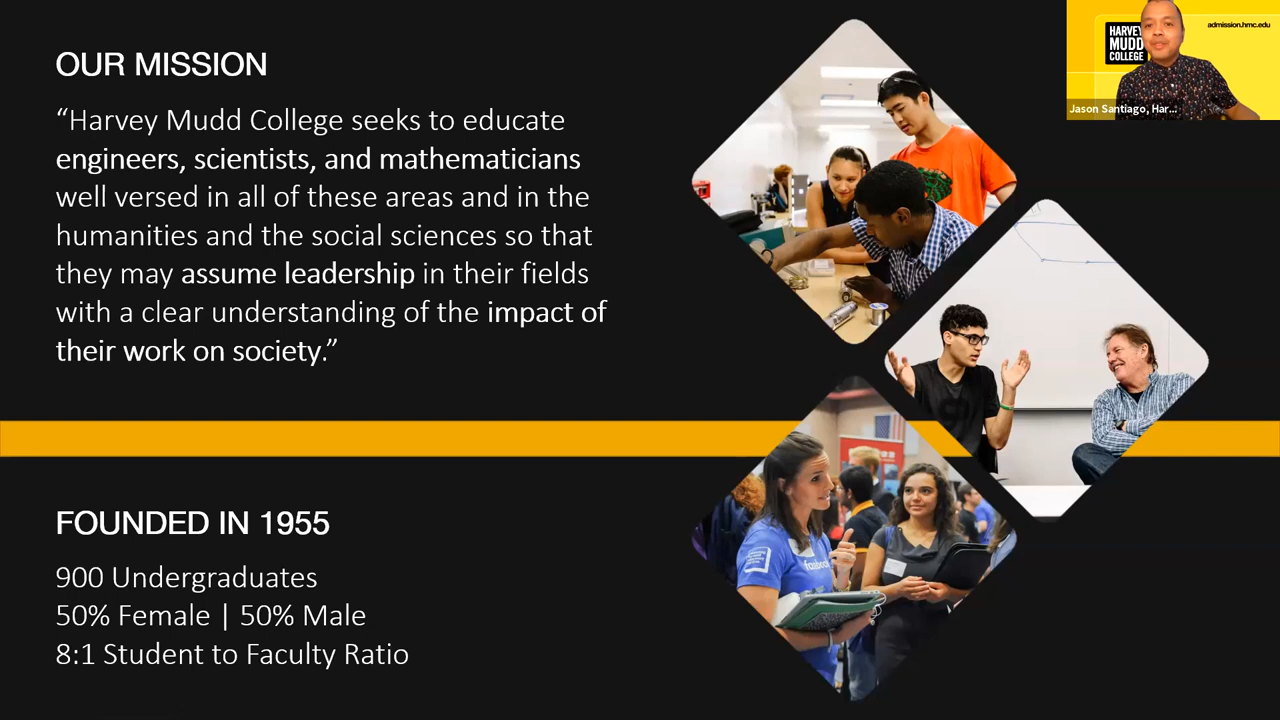 OUR MISSION
“Harvey Mudd College seeks to educate
engineers, scientists, and mathematicians
well versed in all of these areas and in the
humanities and the social sciences so that
they may assume leadership in their fields
with a clear understanding of the impact of
their work on society.”
FOUNDED IN 1955
900 Undergraduates
50% Female | 50% Male
8:1 Student to Faculty Ratio
HARVEY
MUDD
COLLEGE
admission.hmc.edu
Jason Santiago, Har...